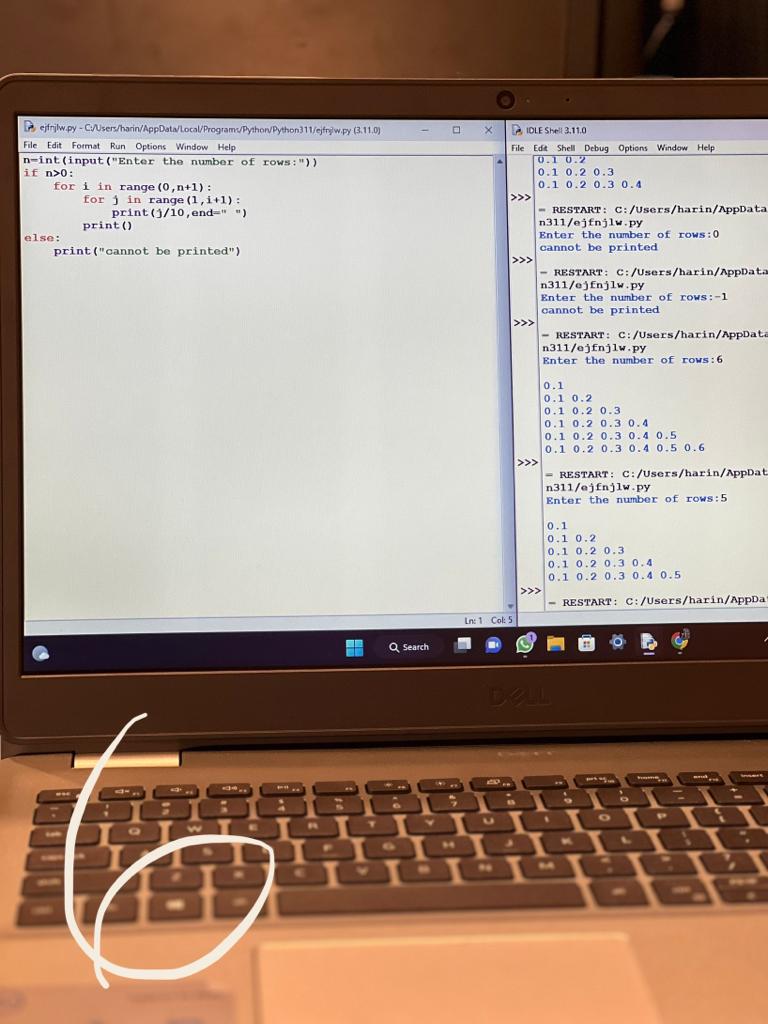 ejfnjlw.py - C:/Users/harin/AppData/Local/Programs/Python/Python311/ejfnjlw.py (3.11.0)
File Edit Format Run Options Window Help
n=int(input("Enter the number of rows:"))
if n>0:
    for i in range(0,n+1):
        for j in range(1,i+1):
            print(j/10,end=" ")
        print()
else:
    print("cannot be printed")
Ln: 1 Col: 5
IDLE Shell 3.11.0
File Edit Shell Debug Options Window Help
0.1 0.2
0.1 0.2 0.3
0.1 0.2 0.3 0.4
>>>
= RESTART: C:/Users/harin/AppData
n311/ejfnjlw.py
Enter the number of rows:0
cannot be printed
>>>
= RESTART: C:/Users/harin/AppData
n311/ejfnjlw.py
Enter the number of rows:-1
cannot be printed
>>>
= RESTART: C:/Users/harin/AppData
n311/ejfnjlw.py
Enter the number of rows:6
0.1
0.1 0.2
0.1 0.2 0.3
0.1 0.2 0.3 0.4
0.1 0.2 0.3 0.4 0.5
0.1 0.2 0.3 0.4 0.5 0.6
>>>
= RESTART: C:/Users/harin/AppDat
n311/ejfnjlw.py
Enter the number of rows:5
0.1
0.1 0.2
0.1 0.2 0.3
0.1 0.2 0.3 0.4
0.1 0.2 0.3 0.4 0.5
>>>
= RESTART: C:/Users/harin/AppDa
Search
DELL
6